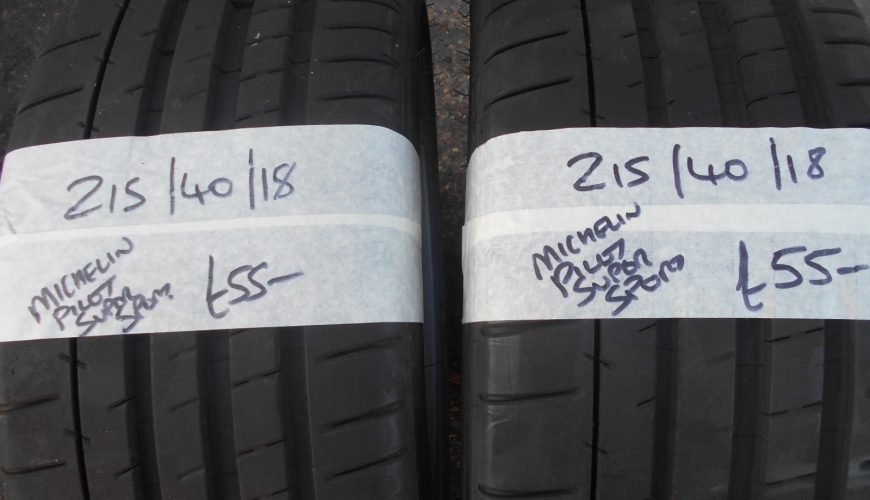 215/40/18
MICHELIN
PILOT
SUPER
SPORT
£55-
215/40/18
MICHELIN
PILOT
SUPER
SPORT
£55-